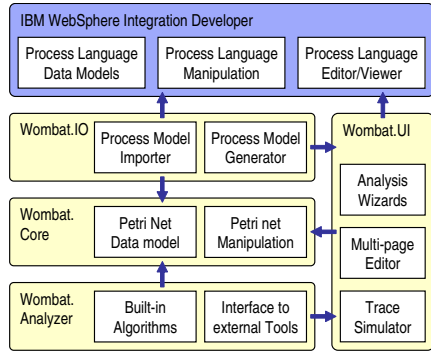 IBM WebSphere Integration Developer
Process Language
Data Models
Process Language
Manipulation
Process Language
Editor/Viewer
Wombat.IO
Process Model
Importer
Process Model
Generator
Wombat.UI
Analysis
Wizards
Multi-page
Editor
Trace
Simulator
Wombat.
Core
Petri Net
Data model
Petri net
Manipulation
Wombat.
Analyzer
Built-in
Algorithms
Interface to
external Tools